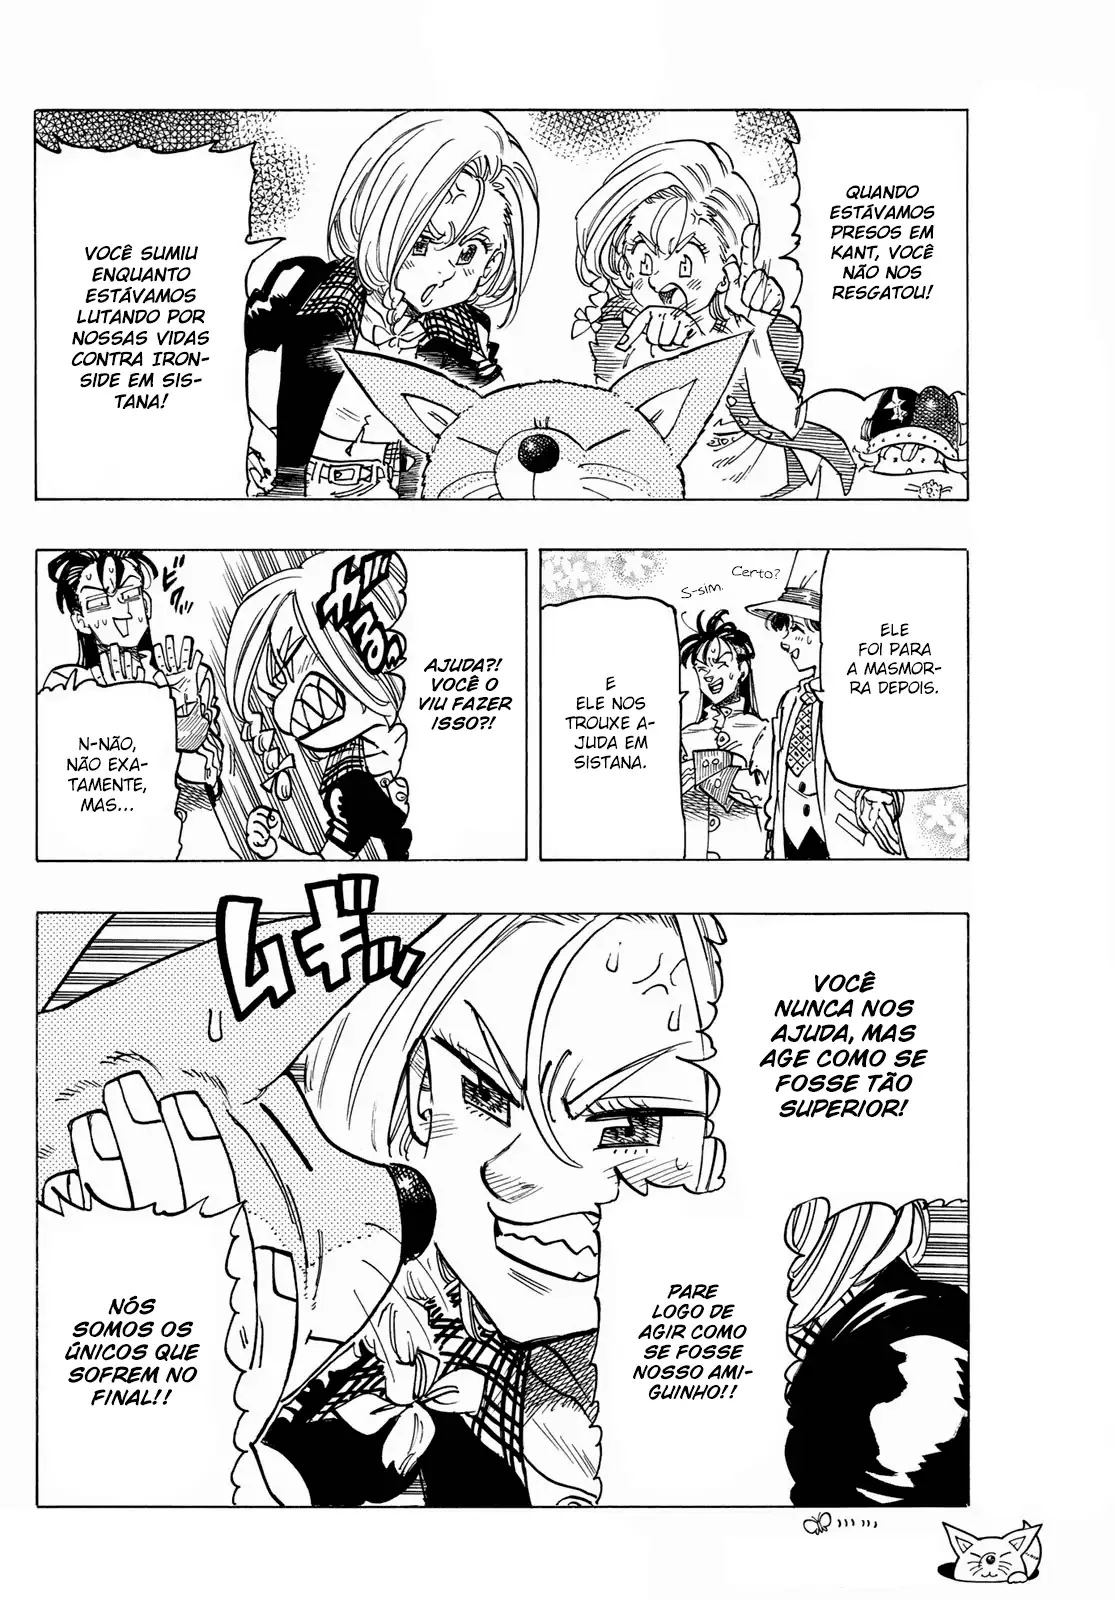 QUANDO
ESTÁVAMOS
PRESOS EM
KANT, VOCÊ
NÃO NOS
RESGATOU!
VOCÊ SUMIU
ENQUANTO
ESTÁVAMOS
LUTANDO POR
NOSSAS VIDAS
CONTRA IRON-
SIDE EM SIS-
TANA!
ELE
FOI PARA
A MASMOR-
RA DEPOIS.
Certo?
S-sim.
E
ELE NOS
TROUXE A-
JUDA EM
SISTANA.
AJUDA?!
VOCÊ O
VIU FAZER
ISSO?!
N-NÃO,
NÃO EXA-
TAMENTE,
MAS...
VOCÊ
NUNCA NOS
AJUDA, MAS
AGE COMO SE
FOSSE TÃO
SUPERIOR!
ムギ
PARE
LOGO DE
AGIR COMO
SE FOSSE
NOSSO AMI-
GUINHO!!
NÓS
SOMOS OS
ÚNICOS QUE
SOFREM NO
FINAL!!